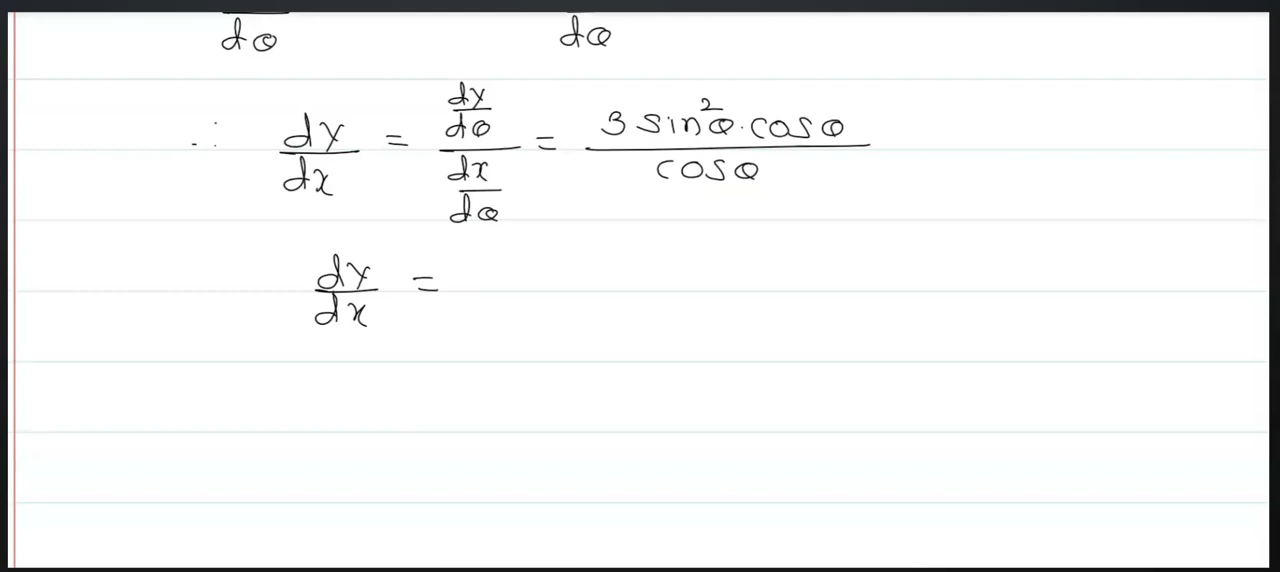 dθ dθ
∴ dy/dx = (dy/dθ)/(dx/dθ) = (3 sin²θ · cosθ)/(cosθ)
dy/dx =